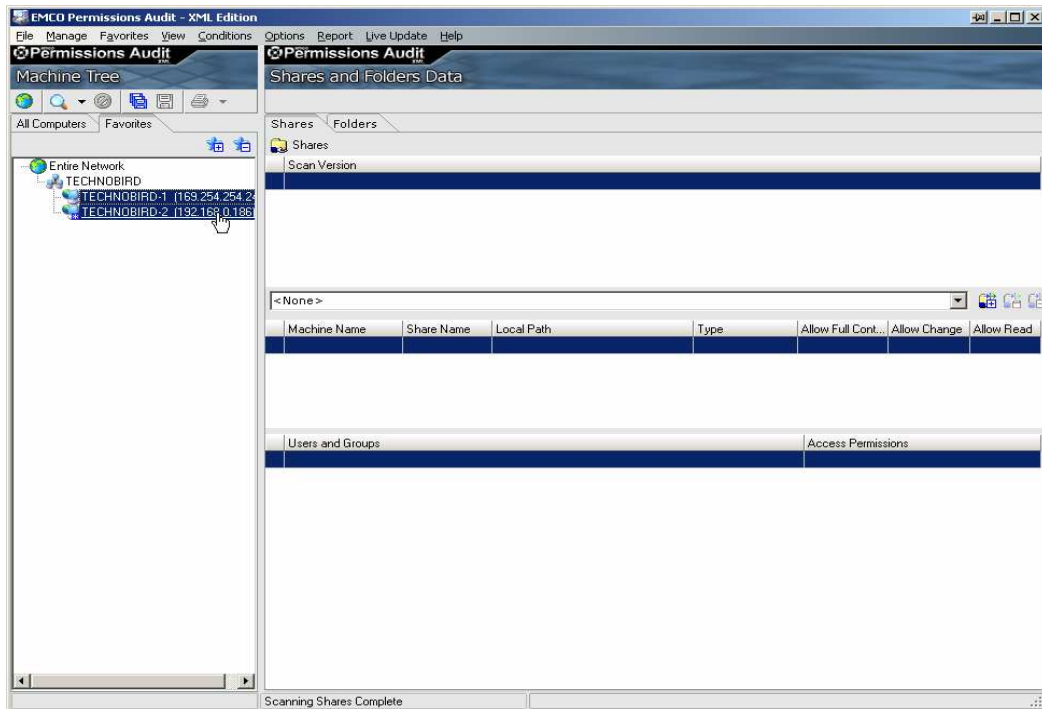 EMCO Permissions Audit - XML Edition
File Manage Favorites View Conditions Options Report Live Update Help
Permissions Audit
Machine Tree
All Computers Favorites
Entire Network
TECHNOBIRD
TECHNOBIRD-1 (169.254.254.2
TECHNOBIRD-2 (192.168.0.186)
Permissions Audit
Shares and Folders Data
Shares Folders
Shares
Scan Version
<None>
Machine Name Share Name Local Path Type Allow Full Cont... Allow Change Allow Read
Users and Groups Access Permissions
Scanning Shares Complete